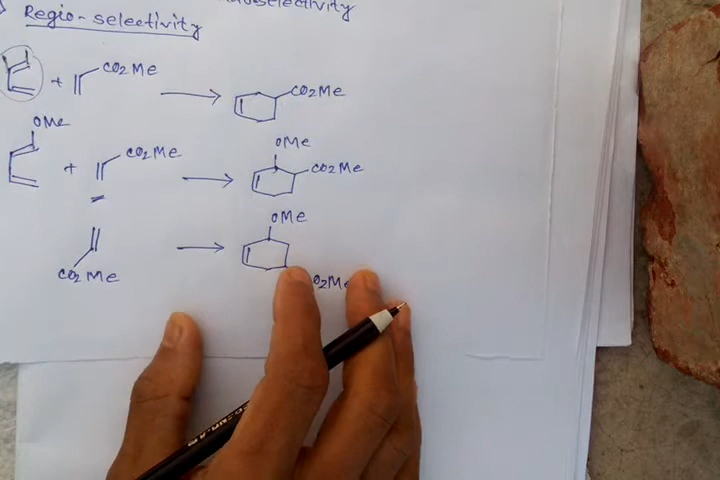 Regio-selectivity
+ CO2Me → CO2Me
OMe
+ CO2Me → OMe CO2Me
CO2Me → OMe